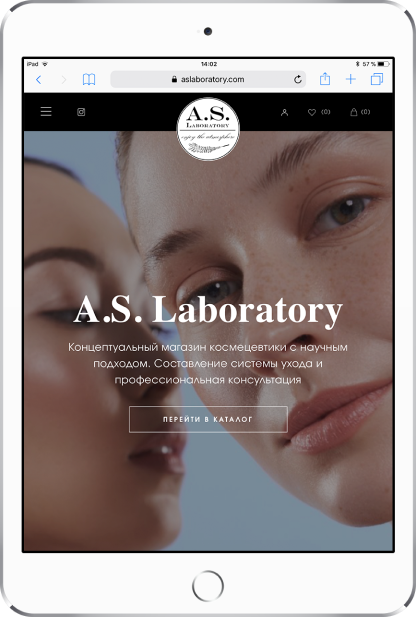 iPad 14:02 57 %
aslaboratory.com
(0) (0)
A.S.
LABORATORY
enjoy the atmosphere
A.S. Laboratory
Концептуальный магазин космецевтики с научным
подходом. Составление системы ухода и
профессиональная консультация
ПЕРЕЙТИ В КАТАЛОГ